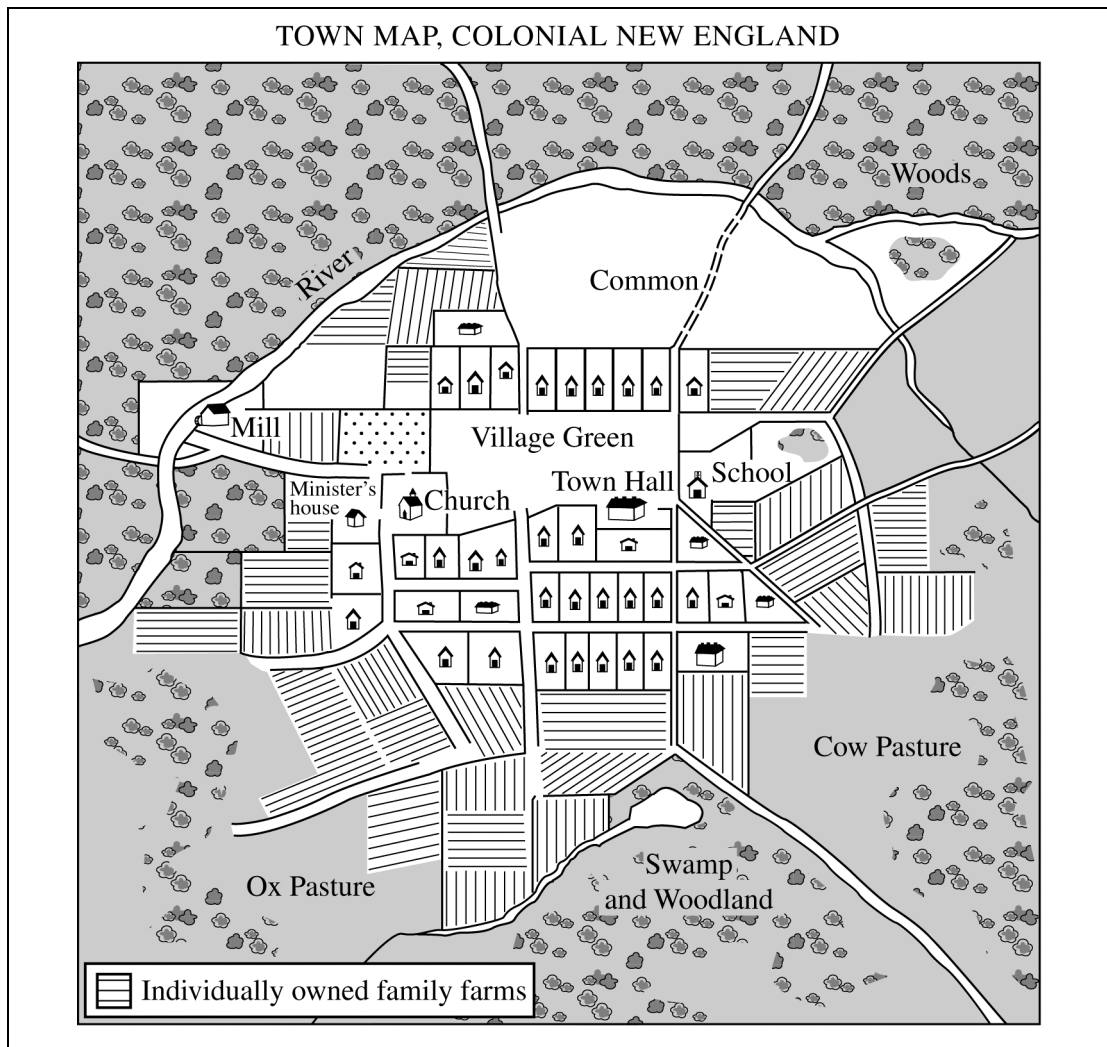 TOWN MAP, COLONIAL NEW ENGLAND
Woods
River
Common
Mill
Village Green
Minister's
house
Church
Town Hall
School
Cow Pasture
Ox Pasture
Swamp
and Woodland
Individually owned family farms